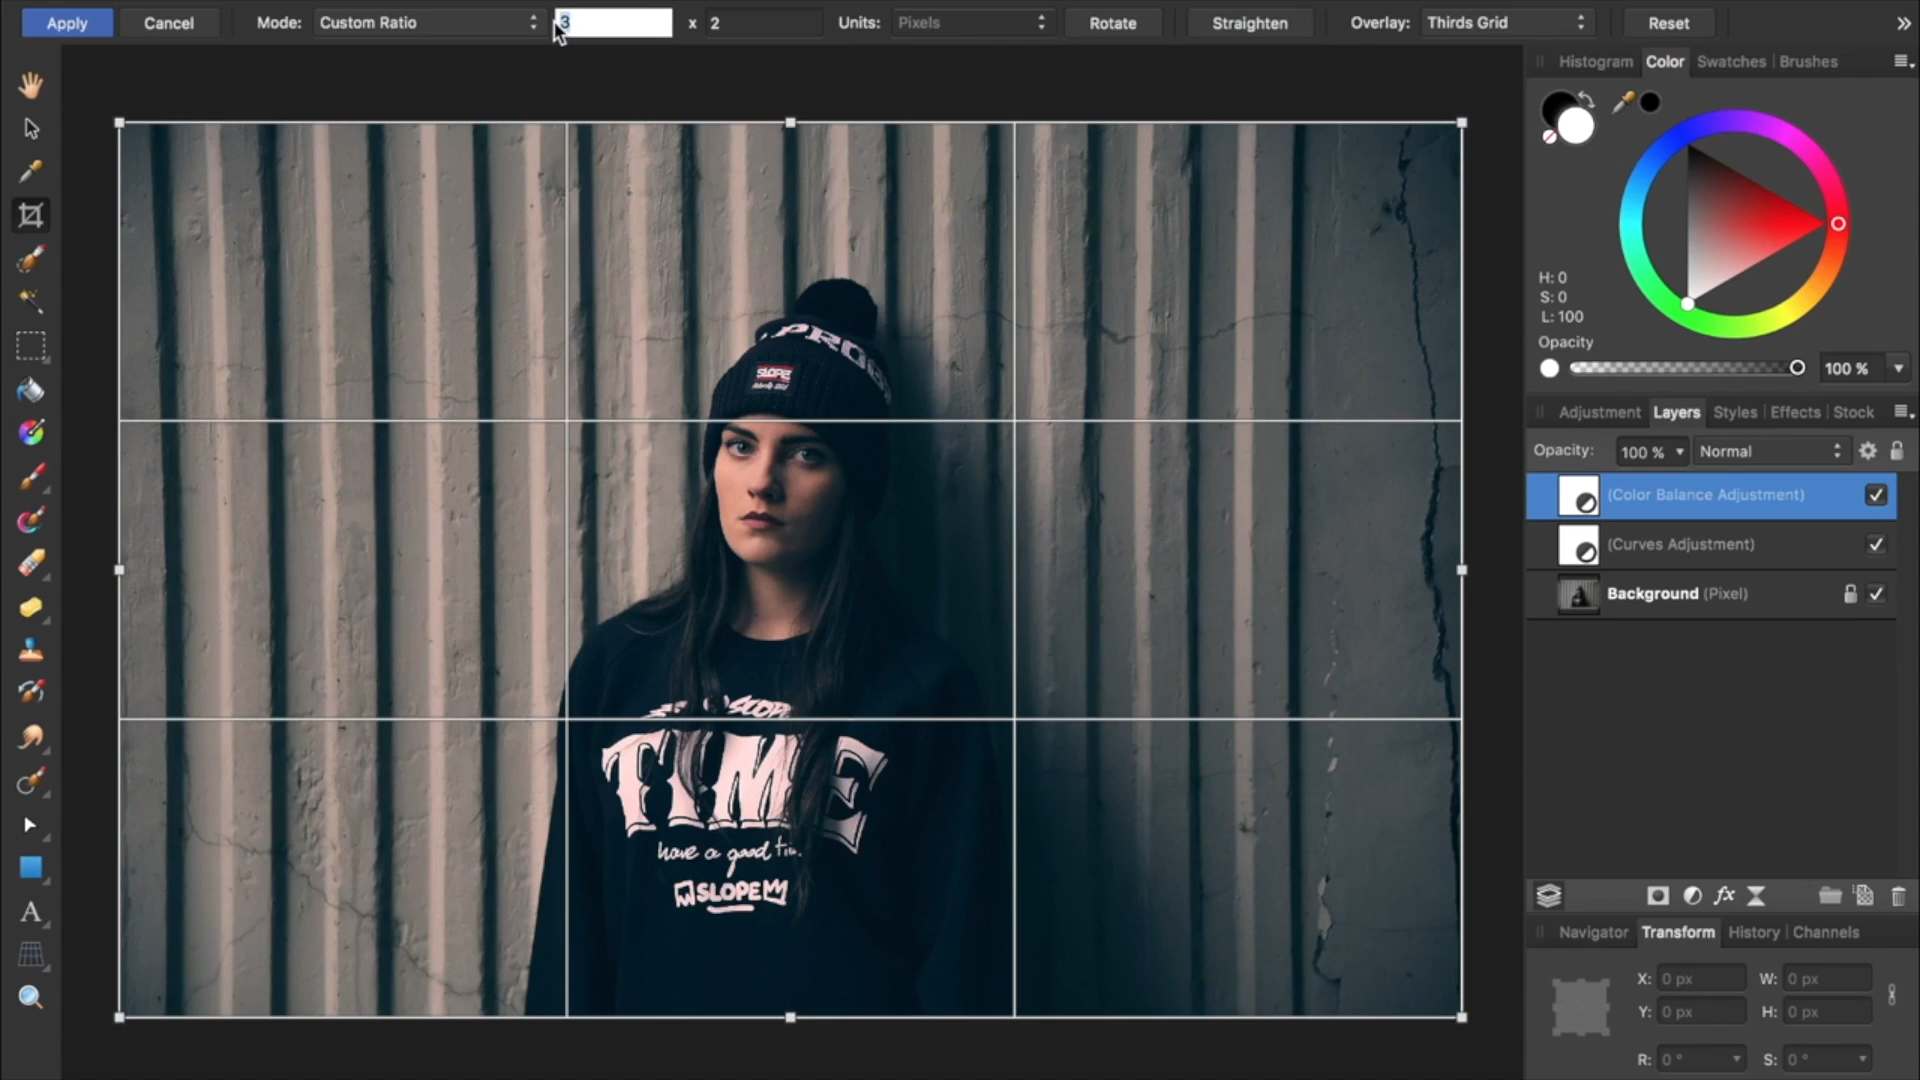 Apply Cancel Mode: Custom Ratio 3 x 2 Units: Pixels Rotate Straighten Overlay: Thirds Grid Reset
Histogram Color Swatches Brushes
H: 0
S: 0
L: 100
Opacity
100 %
Adjustment Layers Styles Effects Stock
Opacity: 100 % Normal
(Color Balance Adjustment)
(Curves Adjustment)
Background (Pixel)
fx
Navigator Transform History Channels
X: 0 px W: 0 px
Y: 0 px H: 0 px
R: 0 ° S: 0 °
A
SLOPE
TIME
have a good
SLOPE